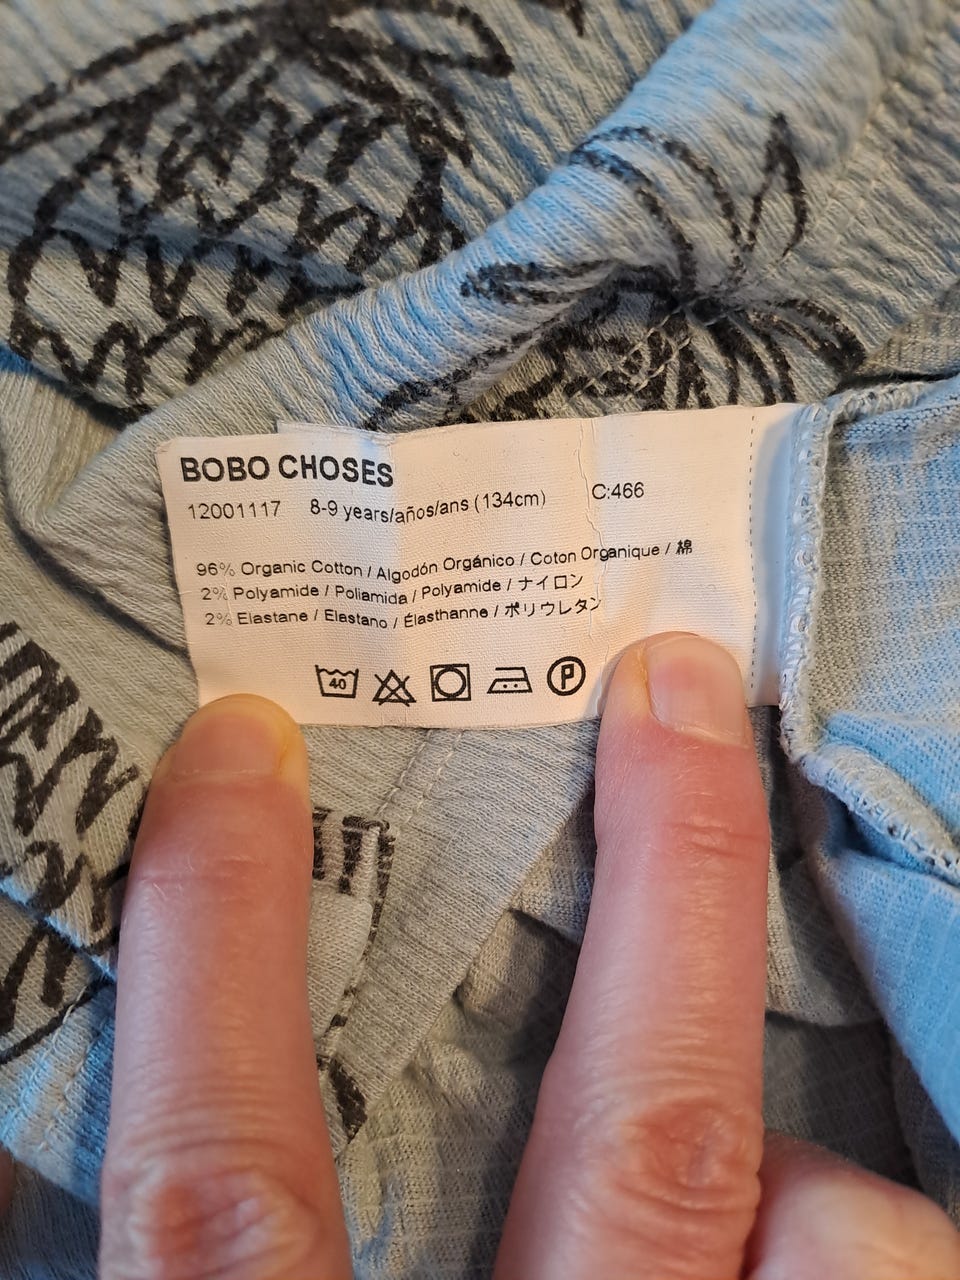 BOBO CHOSES
12001117 8-9 years/años/ans (134cm) C:466
96% Organic Cotton / Algodón Orgánico / Coton Organique / 棉
2% Polyamide / Poliamida / Polyamide / ナイロン
2% Elastane / Elastano / Élasthanne / ポリウレタン
40 P